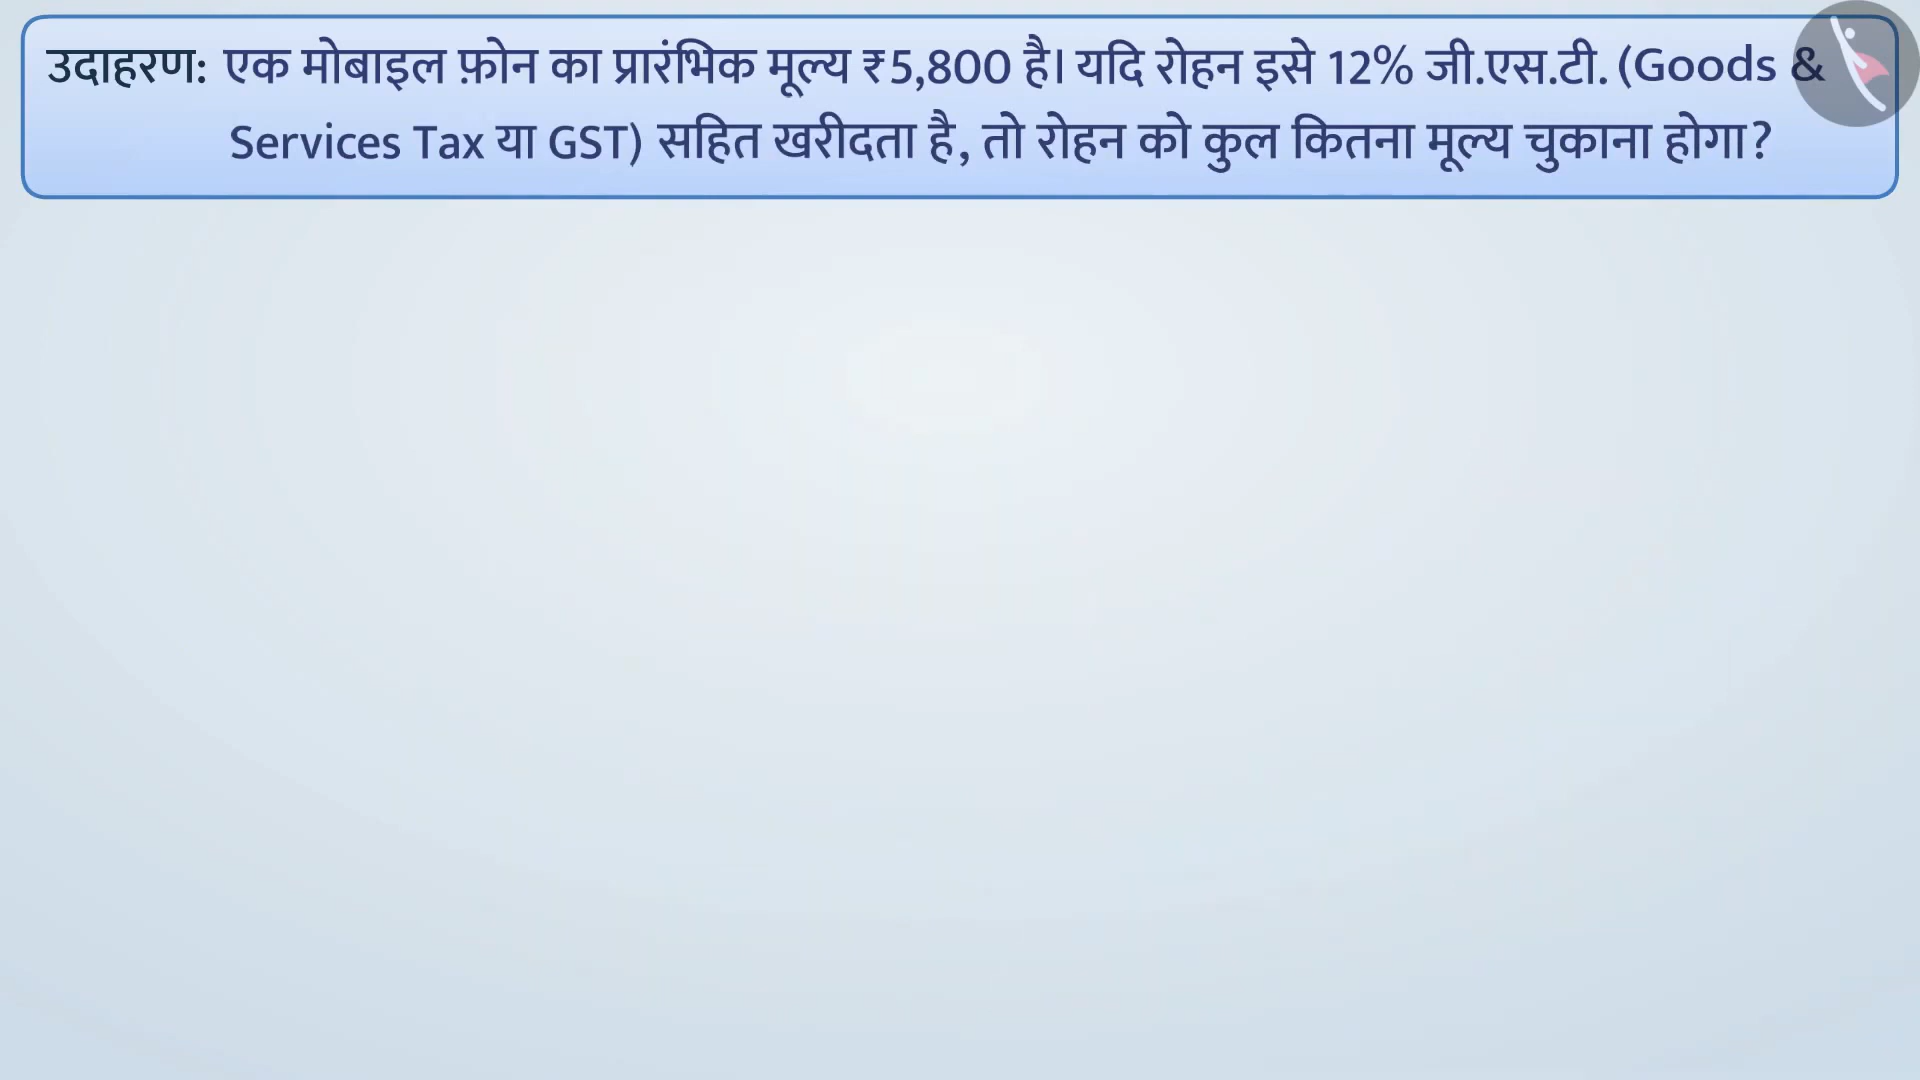 उदाहरण: एक मोबाइल फ़ोन का प्रारंभिक मूल्य ₹5,800 है। यदि रोहन इसे 12% जी.एस.टी. (Goods &
Services Tax या GST) सहित खरीदता है, तो रोहन को कुल कितना मूल्य चुकाना होगा?